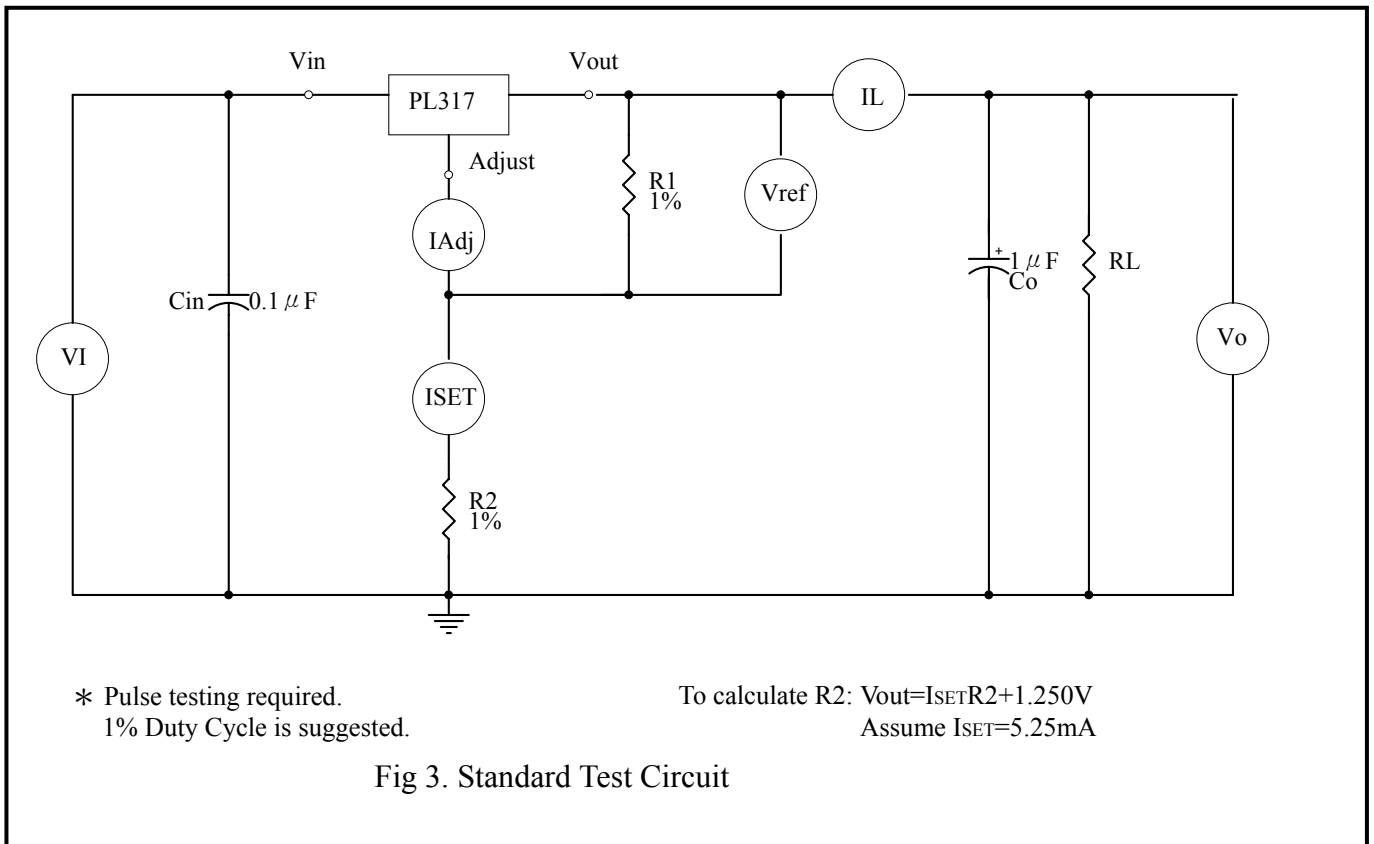 Vin
Vout
PL317
IL
Adjust
R1
1%
Vref
IAdj
Cin
0.1 μ F
+
1 μ F
Co
RL
VI
Vo
ISET
R2
1%
∗ Pulse testing required.
1% Duty Cycle is suggested.
To calculate R2: Vout=ISETR2+1.250V
Assume ISET=5.25mA
Fig 3. Standard Test Circuit